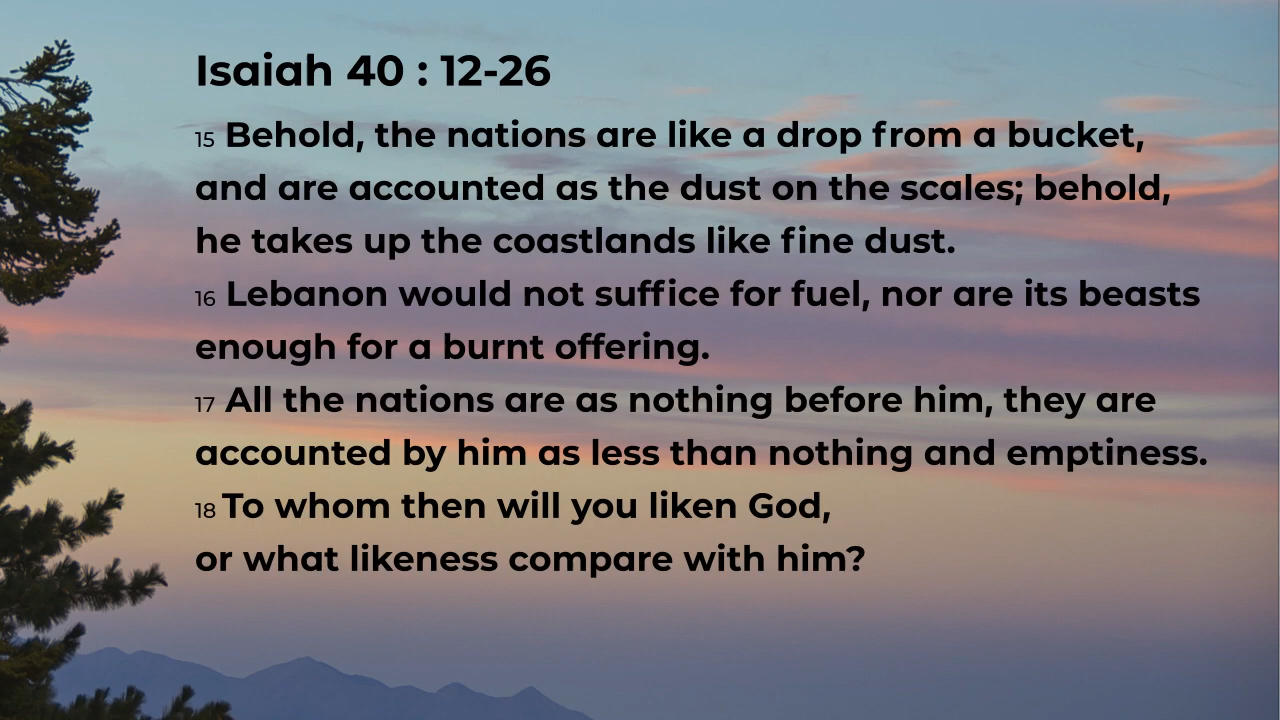 Isaiah 40 : 12-26
15 Behold, the nations are like a drop from a bucket,
and are accounted as the dust on the scales; behold,
he takes up the coastlands like fine dust.
16 Lebanon would not suffice for fuel, nor are its beasts
enough for a burnt offering.
17 All the nations are as nothing before him, they are
accounted by him as less than nothing and emptiness.
18 To whom then will you liken God,
or what likeness compare with him?